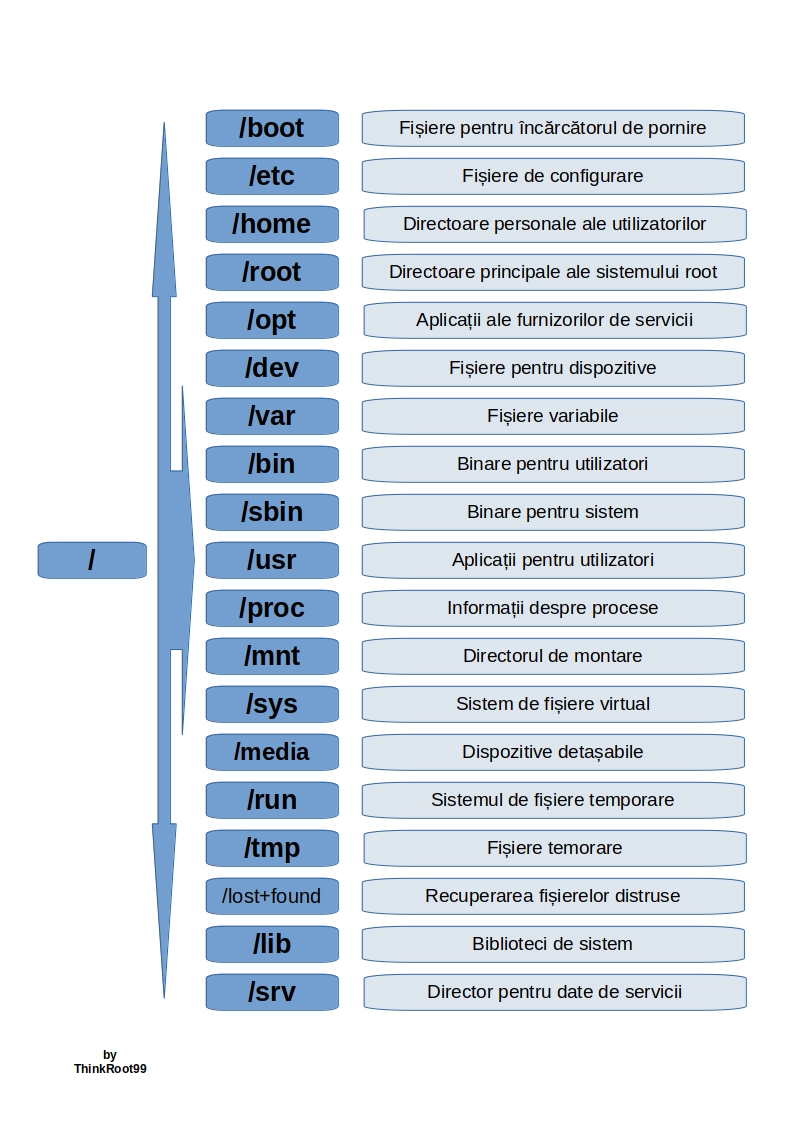 /boot Fișiere pentru încărcătorul de pornire
/etc Fișiere de configurare
/home Directoare personale ale utilizatorilor
/root Directoare principale ale sistemului root
/opt Aplicații ale furnizorilor de servicii
/dev Fișiere pentru dispozitive
/var Fișiere variabile
/bin Binare pentru utilizatori
/sbin Binare pentru sistem
/ /usr Aplicații pentru utilizatori
/proc Informații despre procese
/mnt Directorul de montare
/sys Sistem de fișiere virtual
/media Dispozitive detașabile
/run Sistemul de fișiere temporare
/tmp Fișiere temorare
/lost+found Recuperarea fișierelor distruse
/lib Biblioteci de sistem
/srv Director pentru date de servicii
by
ThinkRoot99